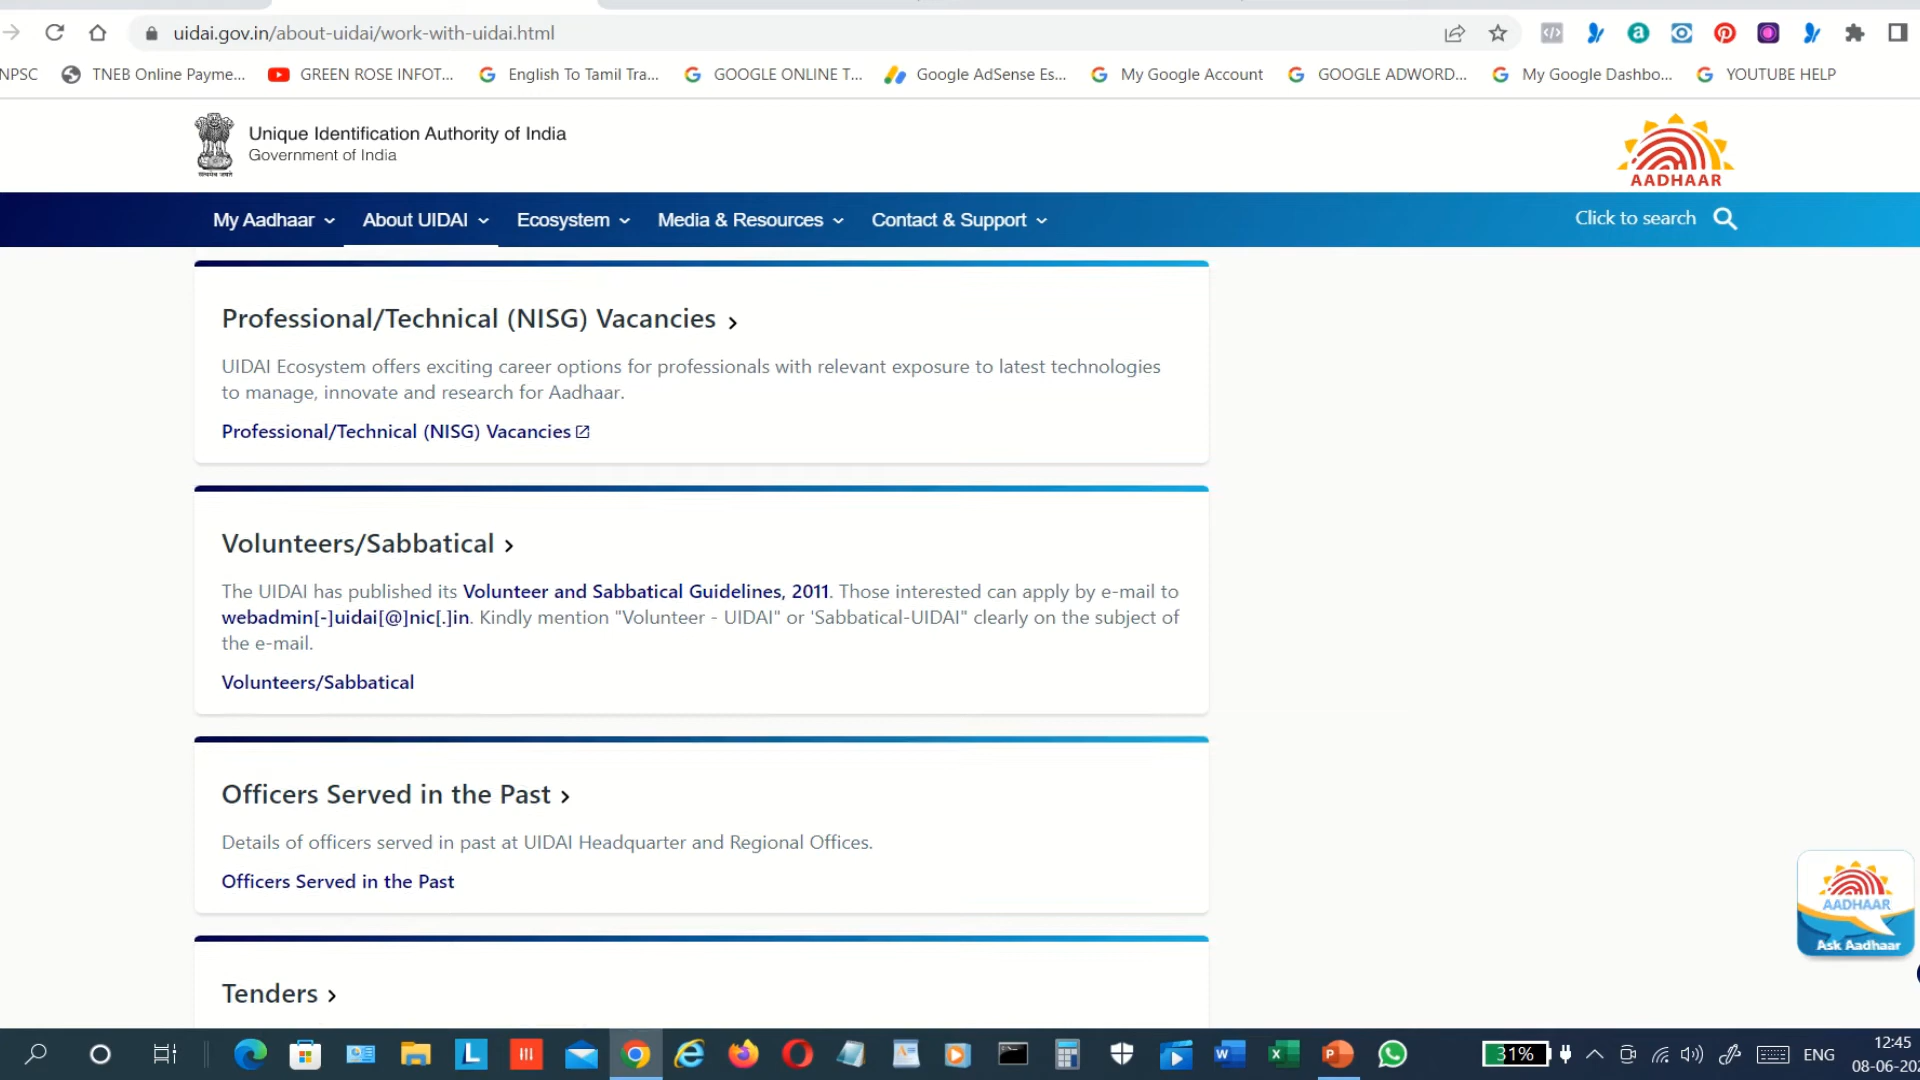 uidai.gov.in/about-uidai/work-with-uidai.html
NPSC TNEB Online Payme... GREEN ROSE INFOT... English To Tamil Tra... GOOGLE ONLINE T... Google AdSense Es... My Google Account GOOGLE ADWORD... My Google Dashbo... YOUTUBE HELP
Unique Identification Authority of India
Government of India
सत्यमेव जयते
AADHAAR
My Aadhaar About UIDAI Ecosystem Media & Resources Contact & Support Click to search
Professional/Technical (NISG) Vacancies
UIDAI Ecosystem offers exciting career options for professionals with relevant exposure to latest technologies
to manage, innovate and research for Aadhaar.
Professional/Technical (NISG) Vacancies
Volunteers/Sabbatical
The UIDAI has published its Volunteer and Sabbatical Guidelines, 2011. Those interested can apply by e-mail to
webadmin[-]uidai[@]nic[.]in. Kindly mention "Volunteer - UIDAI" or 'Sabbatical-UIDAI" clearly on the subject of
the e-mail.
Volunteers/Sabbatical
Officers Served in the Past
Details of officers served in past at UIDAI Headquarter and Regional Offices.
Officers Served in the Past
AADHAAR
Ask Aadhaar
Tenders
31% ENG 12:45
08-06-202